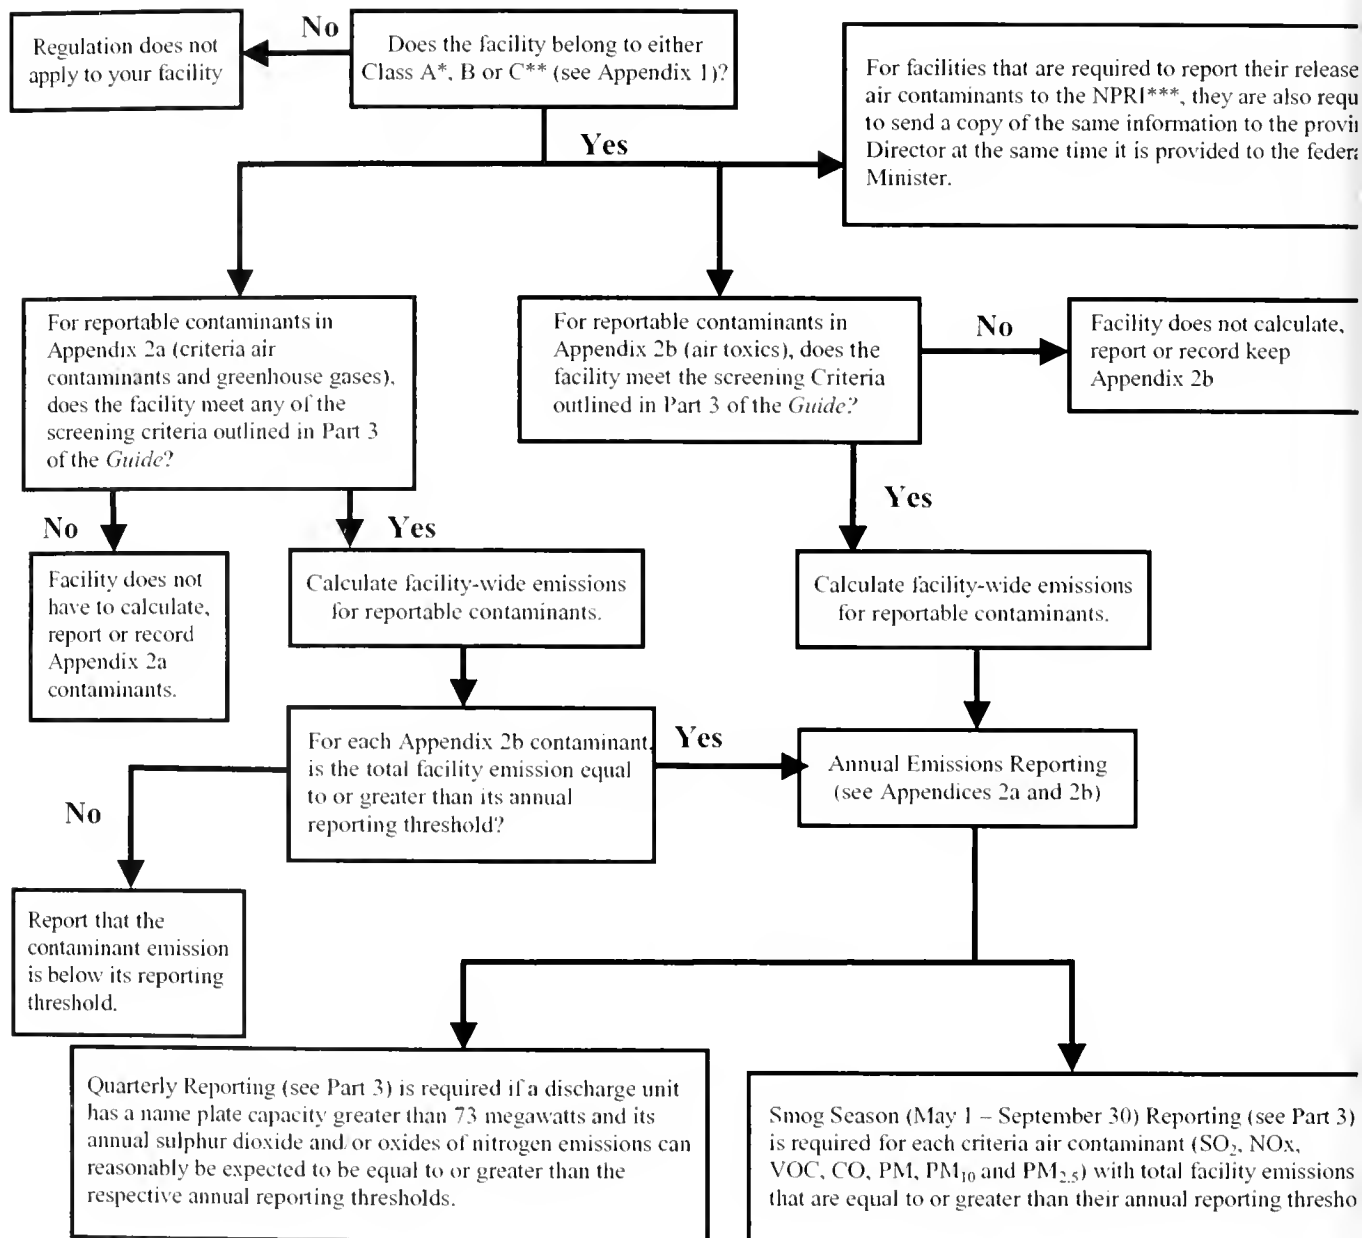 No
Regulation does not
apply to your facility
Does the facility belong to either
Class A*, B or C** (see Appendix 1)?
For facilities that are required to report their release
air contaminants to the NPRI***, they are also requ
to send a copy of the same information to the provin
Director at the same time it is provided to the federa
Minister.
Yes
For reportable contaminants in
Appendix 2a (criteria air
contaminants and greenhouse gases),
does the facility meet any of the
screening criteria outlined in Part 3
of the Guide?
For reportable contaminants in
Appendix 2b (air toxics), does the
facility meet the screening Criteria
outlined in Part 3 of the Guide?
No
Facility does not calculate,
report or record keep
Appendix 2b
No
Yes
Yes
Facility does not
have to calculate,
report or record
Appendix 2a
contaminants.
Calculate facility-wide emissions
for reportable contaminants.
Calculate facility-wide emissions
for reportable contaminants.
For each Appendix 2b contaminant,
is the total facility emission equal
to or greater than its annual
reporting threshold?
Yes
Annual Emissions Reporting
(see Appendices 2a and 2b)
No
Report that the
contaminant emission
is below its reporting
threshold.
Quarterly Reporting (see Part 3) is required if a discharge unit
has a name plate capacity greater than 73 megawatts and its
annual sulphur dioxide and/or oxides of nitrogen emissions can
reasonably be expected to be equal to or greater than the
respective annual reporting thresholds.
Smog Season (May 1 – September 30) Reporting (see Part 3)
is required for each criteria air contaminant (SO₂, NOx,
VOC, CO, PM, PM₁₀ and PM₂.₅) with total facility emissions
that are equal to or greater than their annual reporting thresho